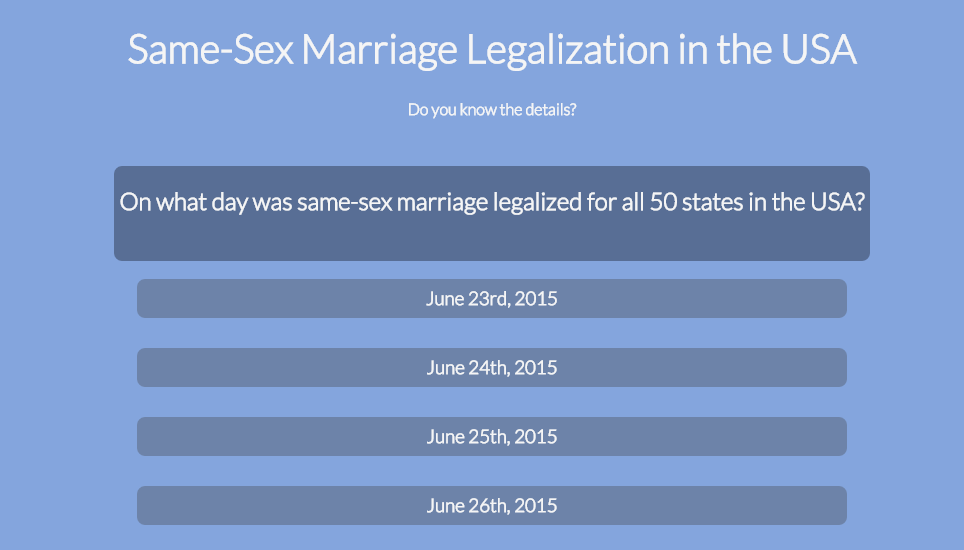 Same-Sex Marriage Legalization in the USA
Do you know the details?
On what day was same-sex marriage legalized for all 50 states in the USA?
June 23rd, 2015
June 24th, 2015
June 25th, 2015
June 26th, 2015